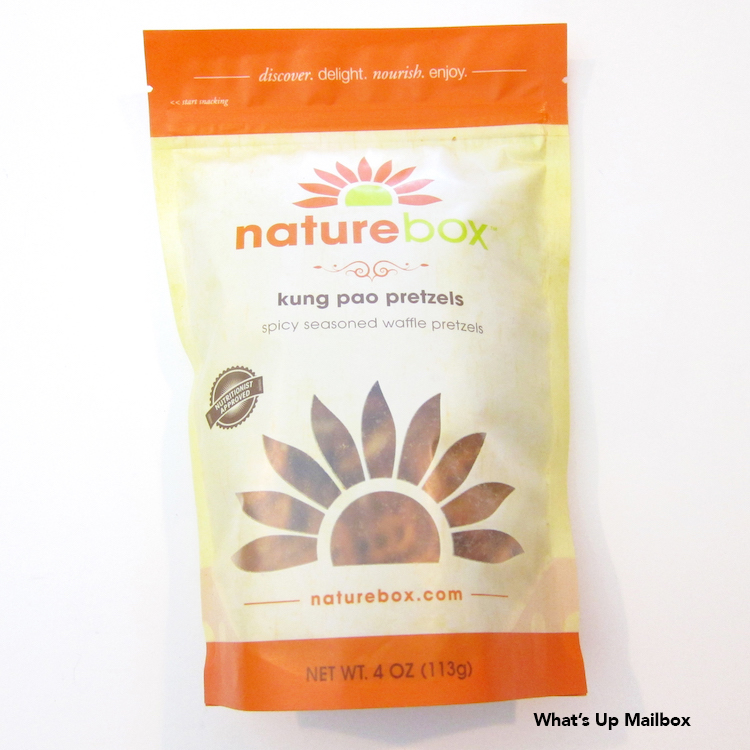 discover. delight. nourish. enjoy.
<< start snacking
naturebox™
kung pao pretzels
spicy seasoned waffle pretzels
NUTRITIONIST
APPROVED
naturebox.com
NET WT. 4 OZ (113g)
What's Up Mailbox